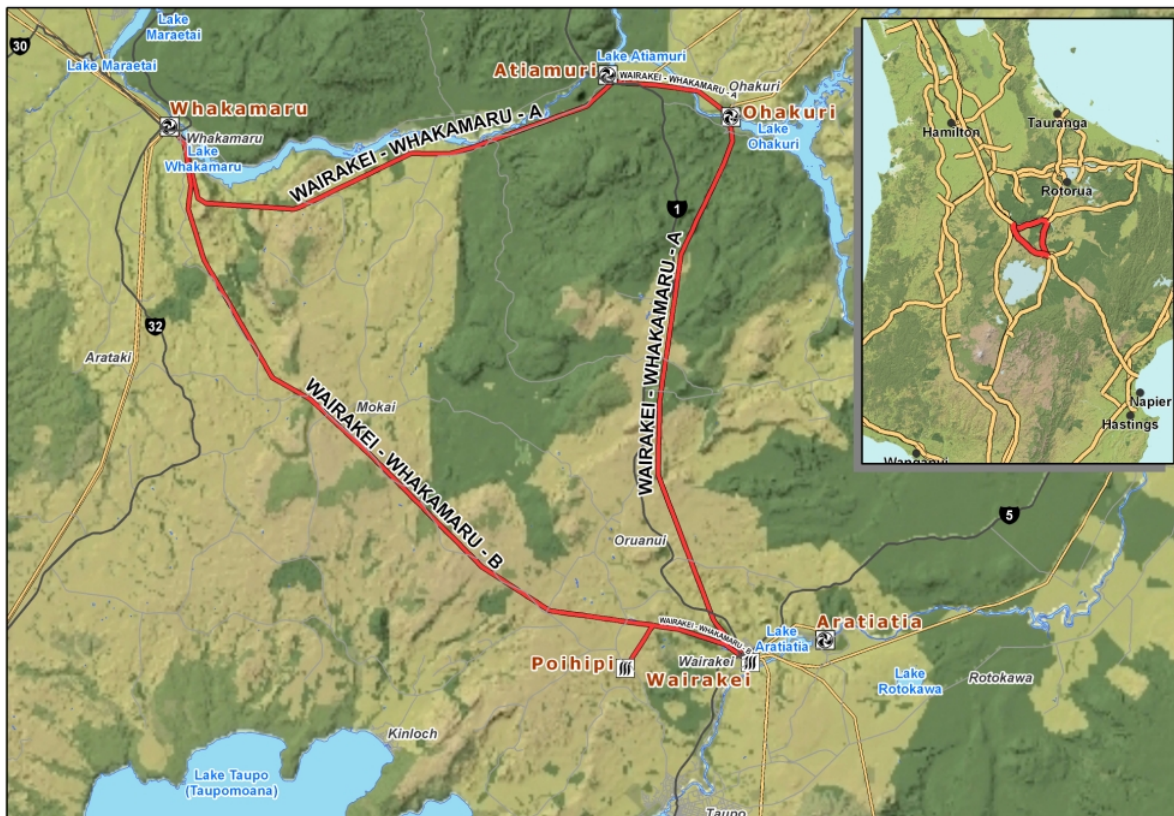 30
Lake
Maraetai
Lake Maraetai
Whakamaru
Whakamaru
Lake
Whakamaru
Atiamuri
Lake Atiamuri
WAIRAKEI - WHAKAMARU - A
Ohakuri
Ohakuri
Lake
Ohakuri
WAIRAKEI - WHAKAMARU - A
1
WAIRAKEI - WHAKAMARU - A
32
Arataki
Mokai
WAIRAKEI - WHAKAMARU - B
Oruanui
5
WAIRAKEI - WHAKAMARU - B
Poihipi
Wairakei
Wairakei
Lake
Aratiatia
Aratiatia
Lake
Rotokawa
Rotokawa
Kinloch
Lake Taupo
(Taupomoana)
Taupo
Hamilton
Tauranga
Rotorua
Napier
Hastings
Wanganui